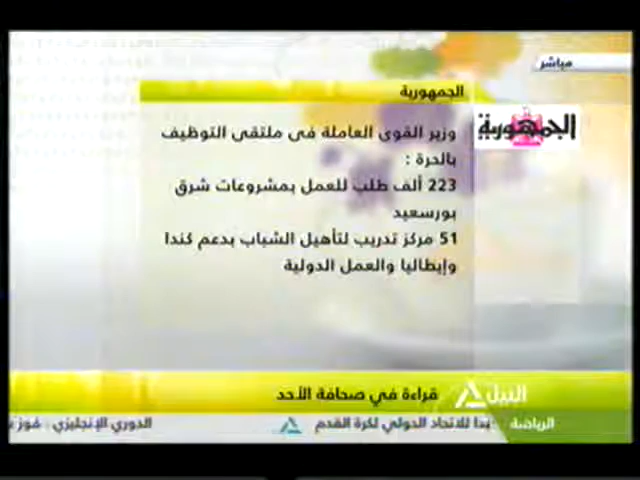 مباشر
الجمهورية
الجمهورية
وزير القوى العاملة فى ملتقى التوظيف
بالحرة :
223 ألف طلب للعمل بمشروعات شرق
بورسعيد
51 مركز تدريب لتأهيل الشباب بدعم كندا
وإيطاليا والعمل الدولية
النيل
قراءة في صحافة الأحد
الرياضة
للاتحاد الدولي لكرة القدم
الدوري الإنجليزي : فوز